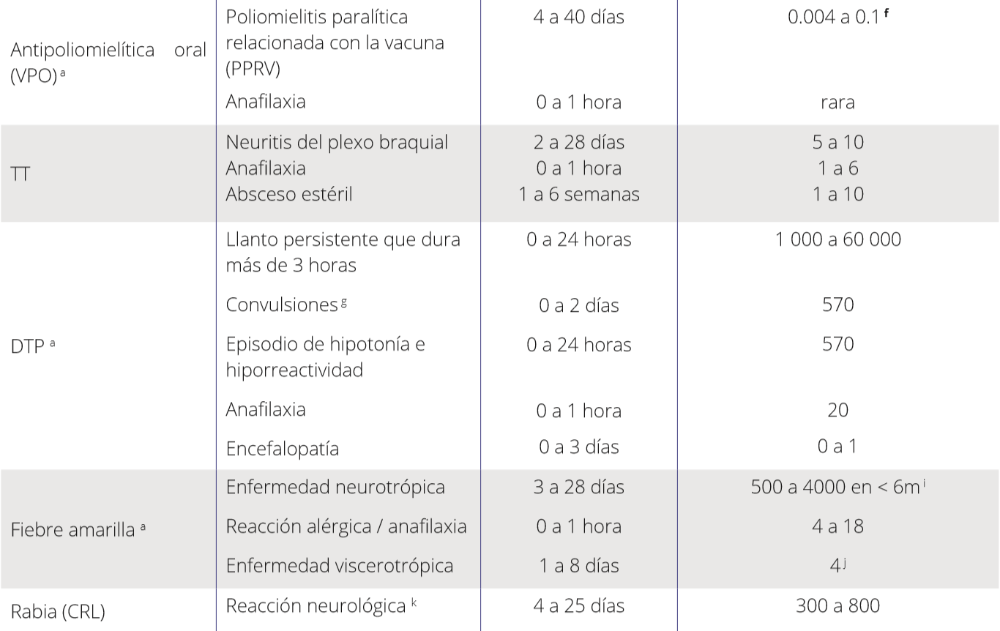 Antipoliomielítica oral
(VPO) a
Poliomielitis paralítica
relacionada con la vacuna
(PPRV)
4 a 40 días
0.004 a 0.1 f
Anafilaxia
0 a 1 hora
rara
TT
Neuritis del plexo braquial
2 a 28 días
5 a 10
Anafilaxia
0 a 1 hora
1 a 6
Absceso estéril
1 a 6 semanas
1 a 10
DTP a
Llanto persistente que dura
más de 3 horas
0 a 24 horas
1 000 a 60 000
Convulsiones g
0 a 2 días
570
Episodio de hipotonía e
hiporreactividad
0 a 24 horas
570
Anafilaxia
0 a 1 hora
20
Encefalopatía
0 a 3 días
0 a 1
Fiebre amarilla a
Enfermedad neurotrópica
3 a 28 días
500 a 4000 en < 6m i
Reacción alérgica / anafilaxia
0 a 1 hora
4 a 18
Enfermedad viscerotrópica
1 a 8 días
4 j
Rabia (CRL)
Reacción neurológica k
4 a 25 días
300 a 800